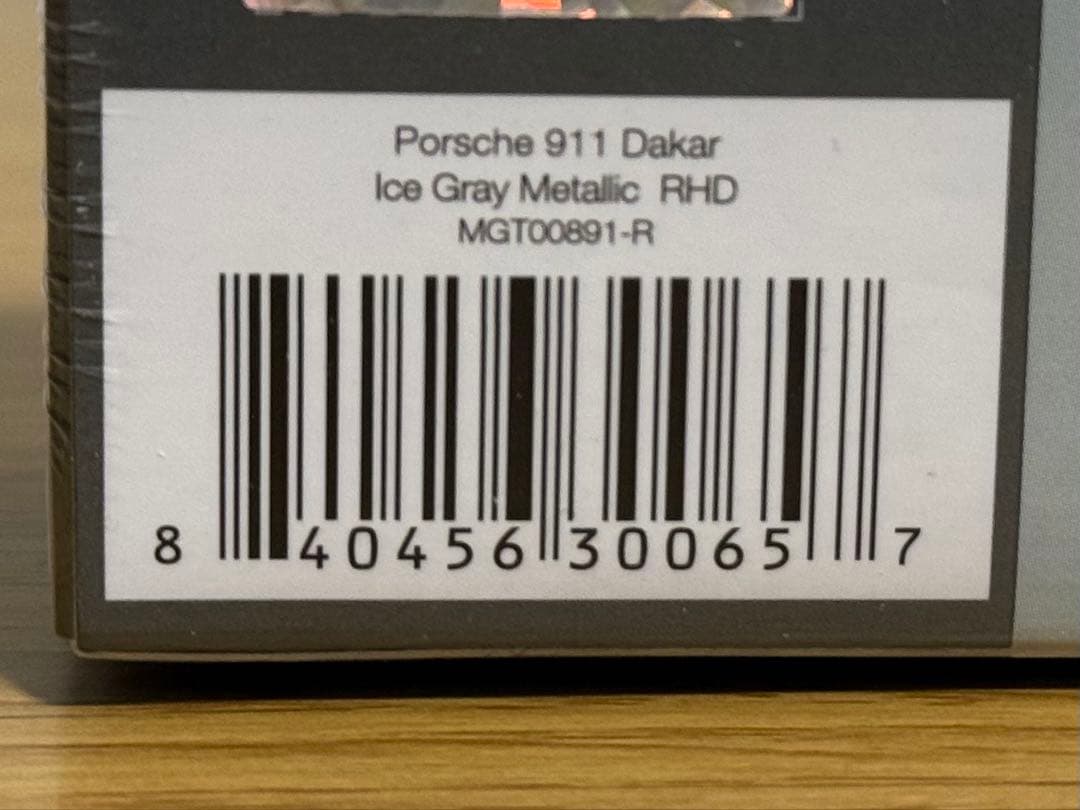 Porsche 911 Dakar
Ice Gray Metallic RHD
MGT00891-R
8 40456 30065 7